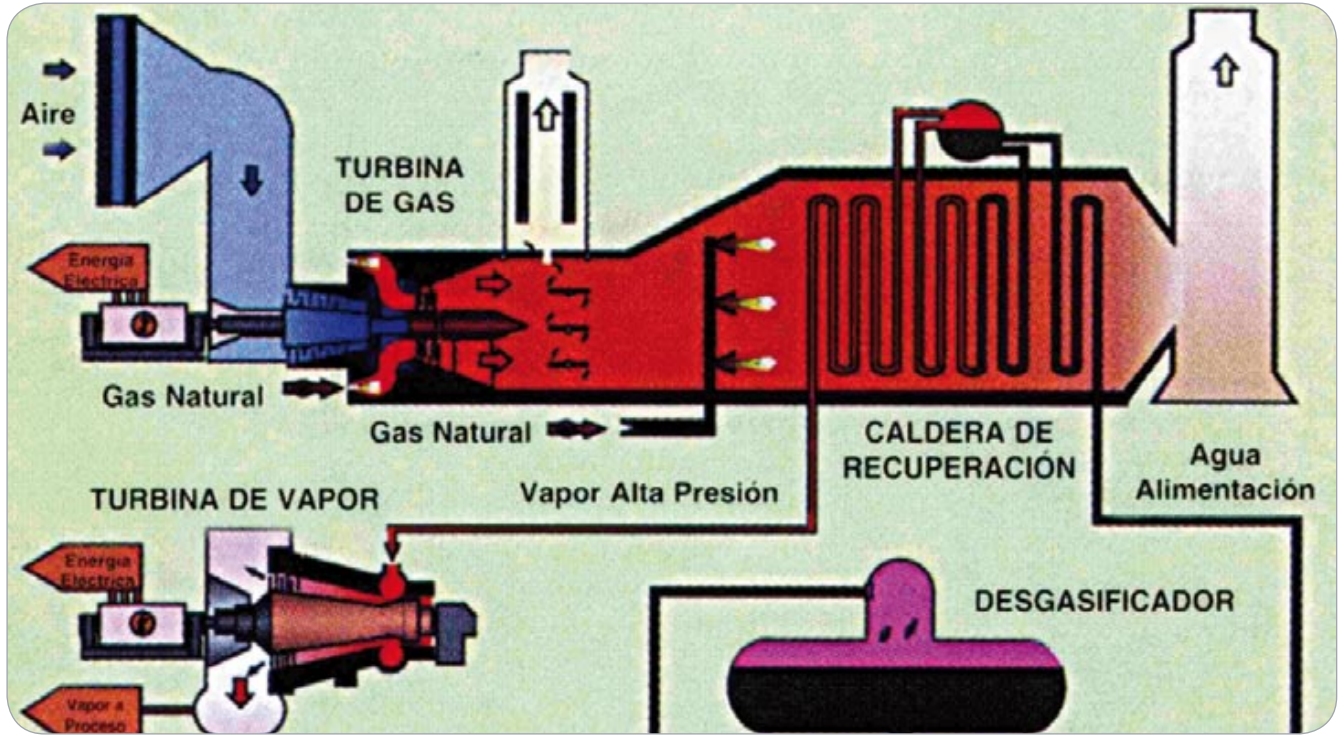 Aire
TURBINA
DE GAS
Energía
Eléctrica
Gas Natural
Gas Natural
CALDERA DE
RECUPERACIÓN
Agua
Alimentación
Vapor Alta Presión
TURBINA DE VAPOR
Energía
Eléctrica
DESGASIFICADOR
Vapor a
Proceso